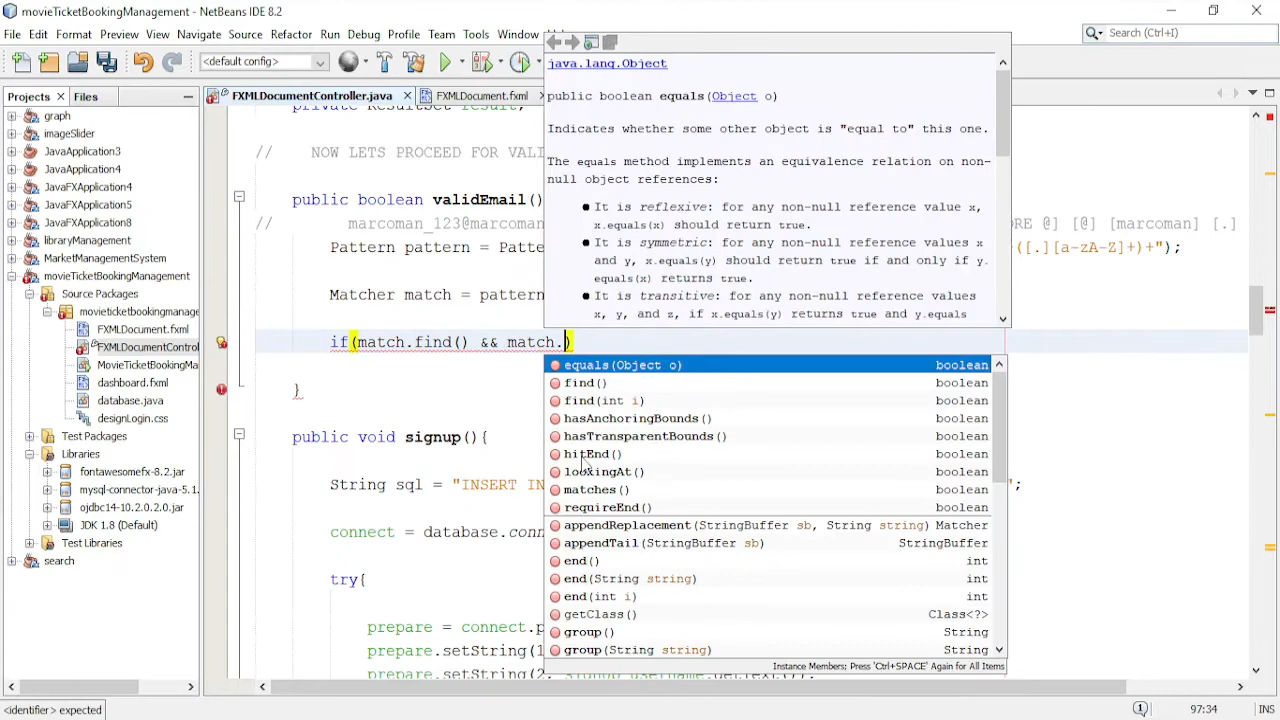 movieTicketBookingManagement - NetBeans IDE 8.2
File Edit View Navigate Source Refactor Run Debug Profile Team Tools Window
Search (Ctrl+I)
<default config>
Projects Files
FXMLDocumentController.java FXMLDocument.fxml
graph
imageSlider
JavaApplication3
JavaApplication4
JavaFXApplication4
JavaFXApplication5
JavaFXApplication8
libraryManagement
MarketManagementSystem
movieTicketBookingManagement
Source Packages
movieticketbookingmanage
FXMLDocument.fxml
FXMLDocumentControl
MovieTicketBookingMa
dashboard.fxml
database.java
designLogin.css
Test Packages
Libraries
fontawesomefx-8.2.jar
mysql-connector-java-5.1.
ojdbc14-10.2.0.2.0.jar
JDK 1.8 (Default)
Test Libraries
search
private ResultSet result;
// NOW LETS PROCEED FOR VALI
public boolean validEmail()
// marcoman_123@marcoman ORE @] [@] [marcoman] [.]
Pattern pattern = Patte ([.][a-zA-Z]+)+");
Matcher match = pattern
if(match.find() && match.)
}
public void signup(){
String sql = "INSERT IN ";
connect = database.conn
try{
prepare = connect.p
prepare.setString(1
prepare.setString(2, signup_username.getText());
java.lang.Object
public boolean equals(Object o)
Indicates whether some other object is "equal to" this one.
The equals method implements an equivalence relation on non-
null object references:
It is reflexive: for any non-null reference value x,
x.equals(x) should return true.
It is symmetric: for any non-null reference values x
and y, x.equals(y) should return true if and only if y.
equals(x) returns true.
It is transitive: for any non-null reference values
x, y, and z, if x.equals(y) returns true and y.equals
equals(Object o) boolean
find() boolean
find(int i) boolean
hasAnchoringBounds() boolean
hasTransparentBounds() boolean
hitEnd() boolean
lookingAt() boolean
matches() boolean
requireEnd() boolean
appendReplacement(StringBuffer sb, String string) Matcher
appendTail(StringBuffer sb) StringBuffer
end() int
end(String string) int
end(int i) int
getClass() Class<?>
group() String
group(String string) String
Instance Members; Press 'Ctrl+SPACE' Again for All Items
<identifier> expected
1
97:34 INS